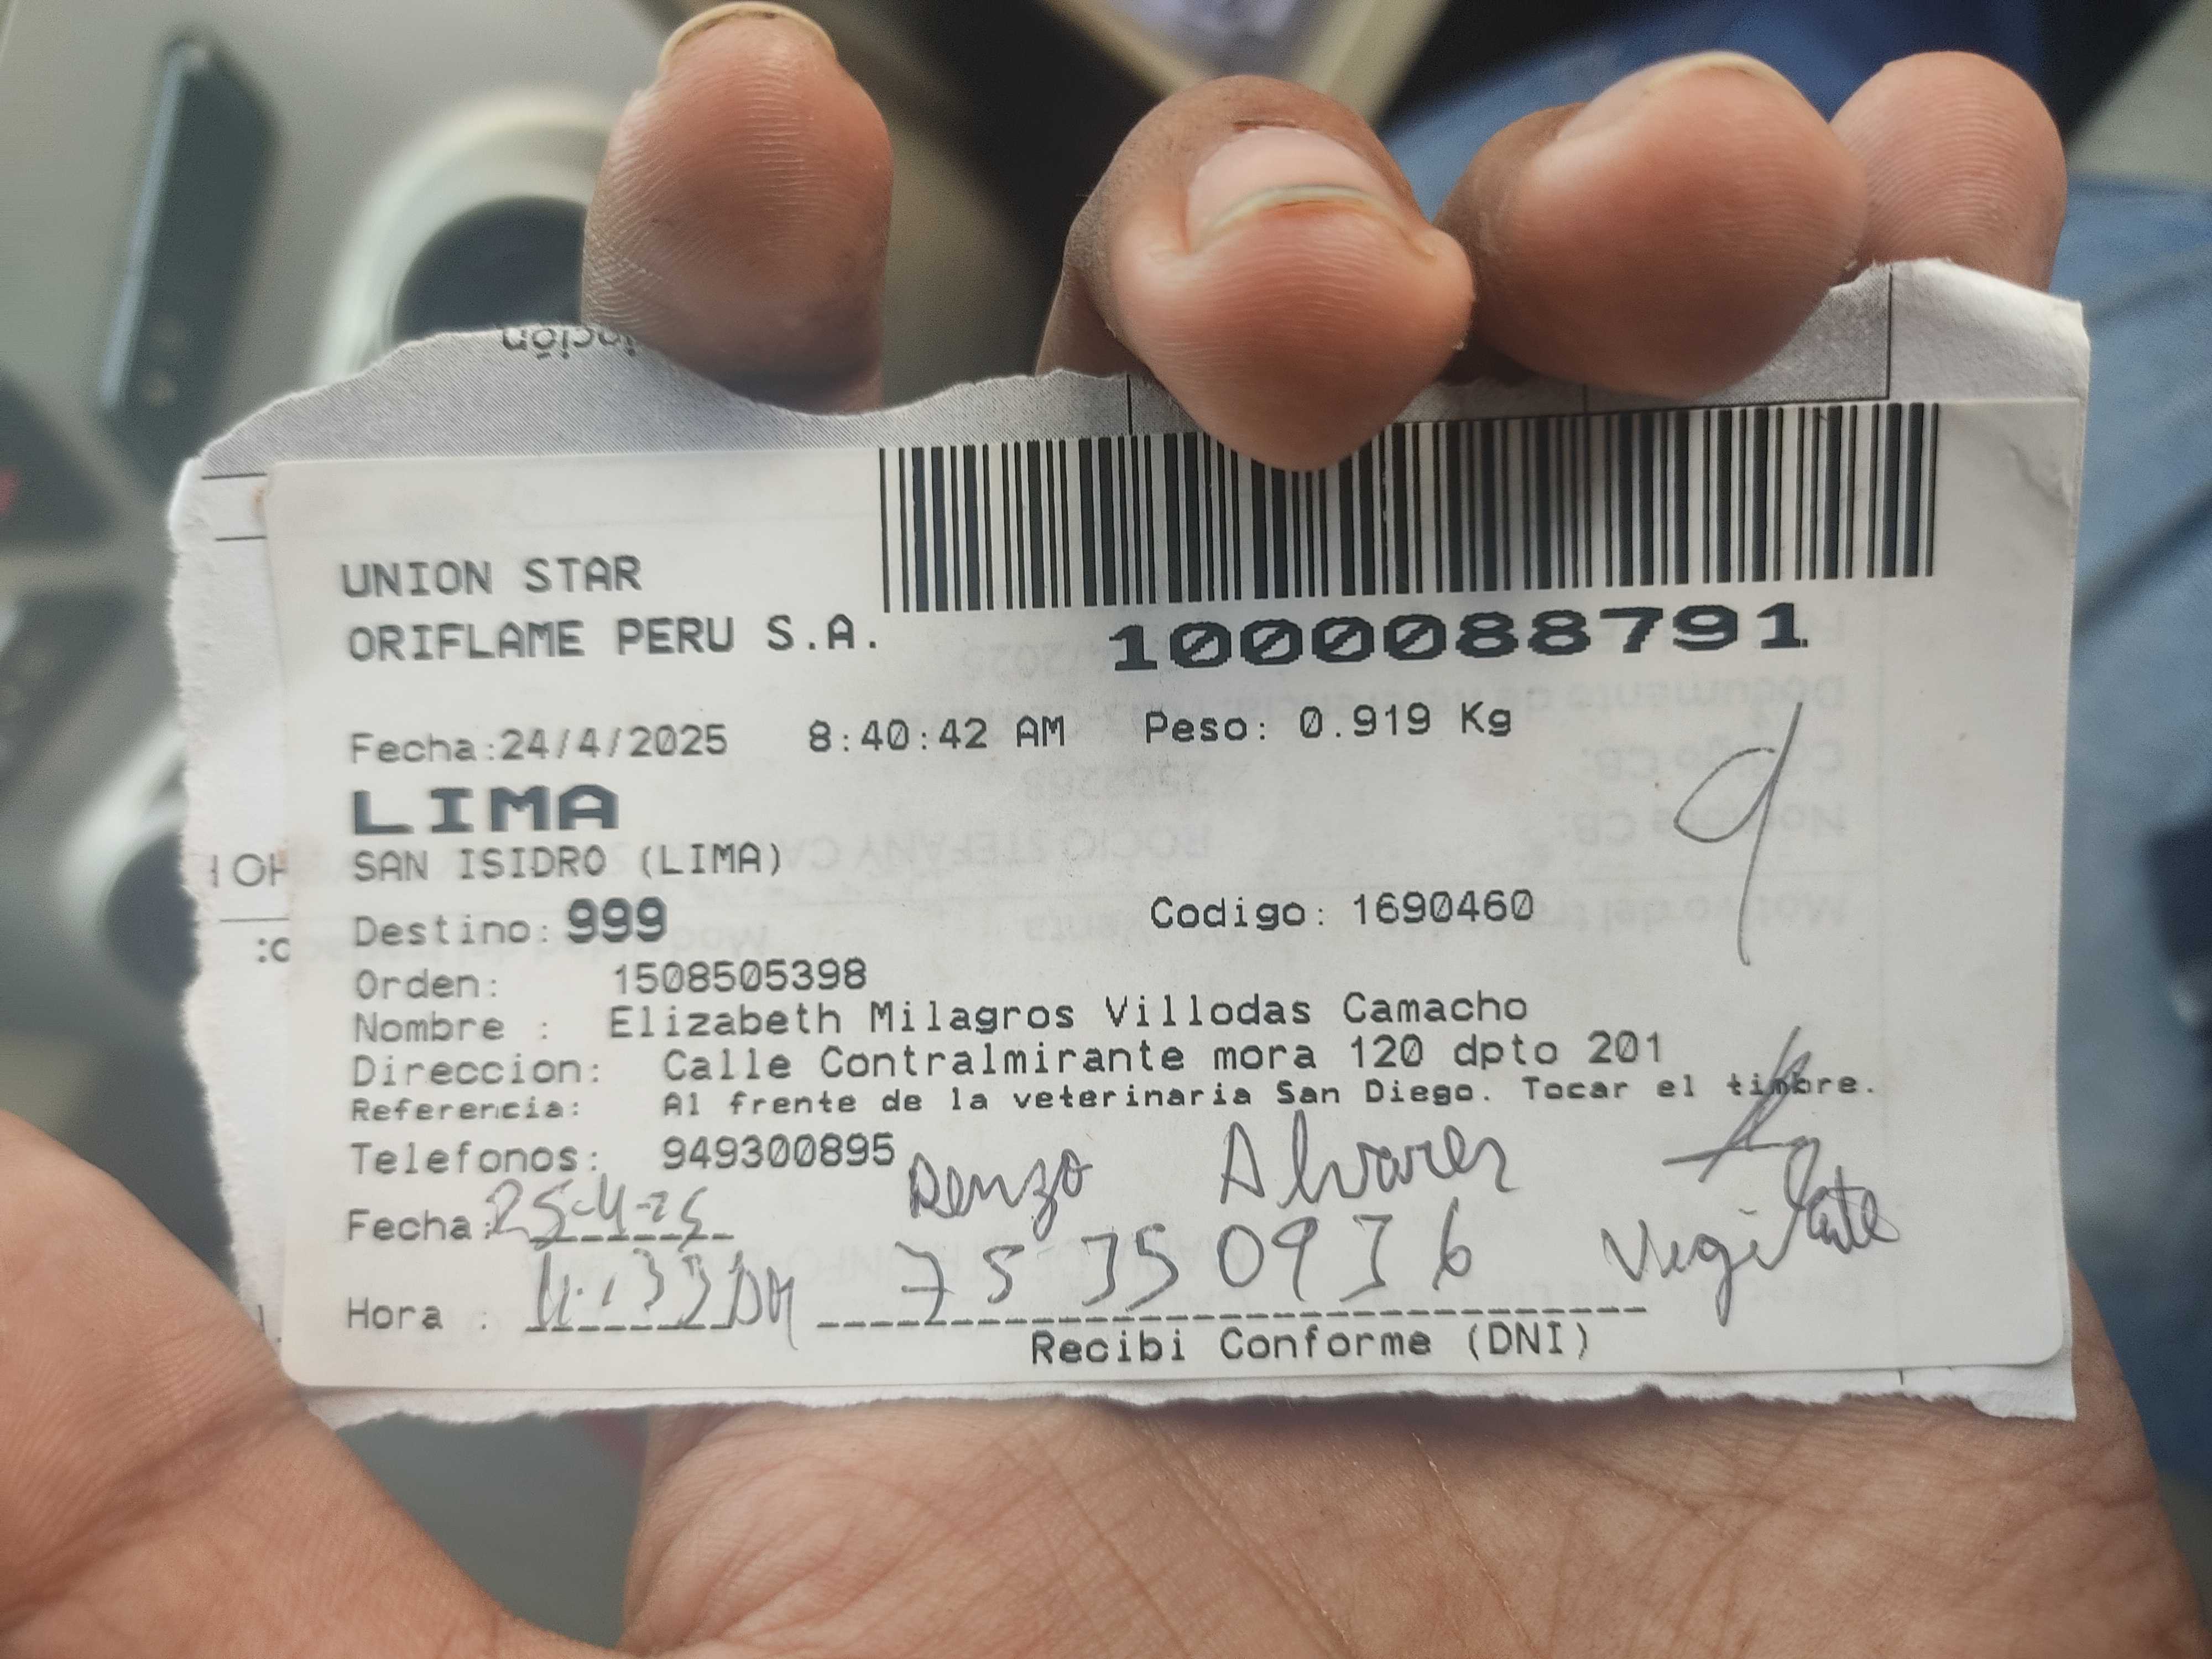 UNION STAR
ORIFLAME PERU S.A.
1000088791
Fecha:24/4/2025 8:40:42 AM Peso: 0.919 Kg
9
LIMA
SAN ISIDRO (LIMA)
Destino: 999 Codigo: 1690460
Orden: 1508505398
Nombre : Elizabeth Milagros Villodas Camacho
Direccion: Calle Contralmirante mora 120 dpto 201
Referencia: Al frente de la veterinaria San Diego. Tocar el timbre.
Telefonos: 949300895
Renzo Alvarez
Fecha: 25-4-25
75350936 Vigilante
Hora :
Recibi Conforme (DNI)